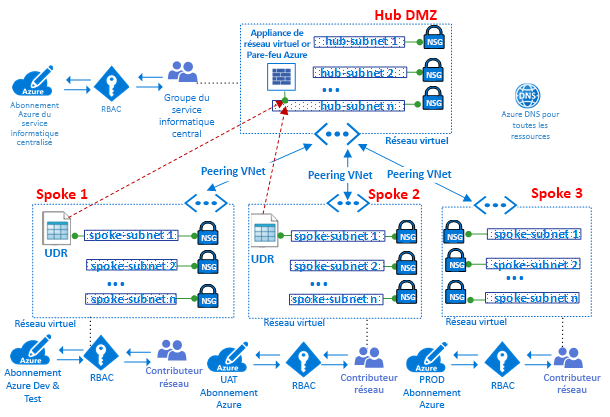 Hub DMZ
Appliance de
réseau virtuel or
Pare-feu Azure
hub-subnet 1
NSG
hub-subnet 2
NSG
...
hub-subnet n
NSG
Réseau virtuel
Azure
Abonnement
Azure du
service
informatique
centralisé
RBAC
Groupe du
service
informatique
central
DNS
Azure DNS pour
toutes les
ressources
Peering VNet
Peering VNet
Peering VNet
Spoke 1
UDR
spoke-subnet 1
NSG
spoke-subnet 2
NSG
...
spoke-subnet n
NSG
Réseau virtuel
Spoke 2
UDR
spoke-subnet 1
NSG
spoke-subnet 2
NSG
...
spoke-subnet n
NSG
Réseau virtuel
Spoke 3
NSG
spoke-subnet 1
NSG
spoke-subnet 2
...
NSG
spoke-subnet n
Réseau virtuel
Azure
Abonnement
Azure Dev &
Test
RBAC
Contributeur
réseau
Azure
UAT
Abonnement
Azure
RBAC
Contributeur
réseau
Azure
PROD
Abonnement
Azure
RBAC
Contributeur
réseau